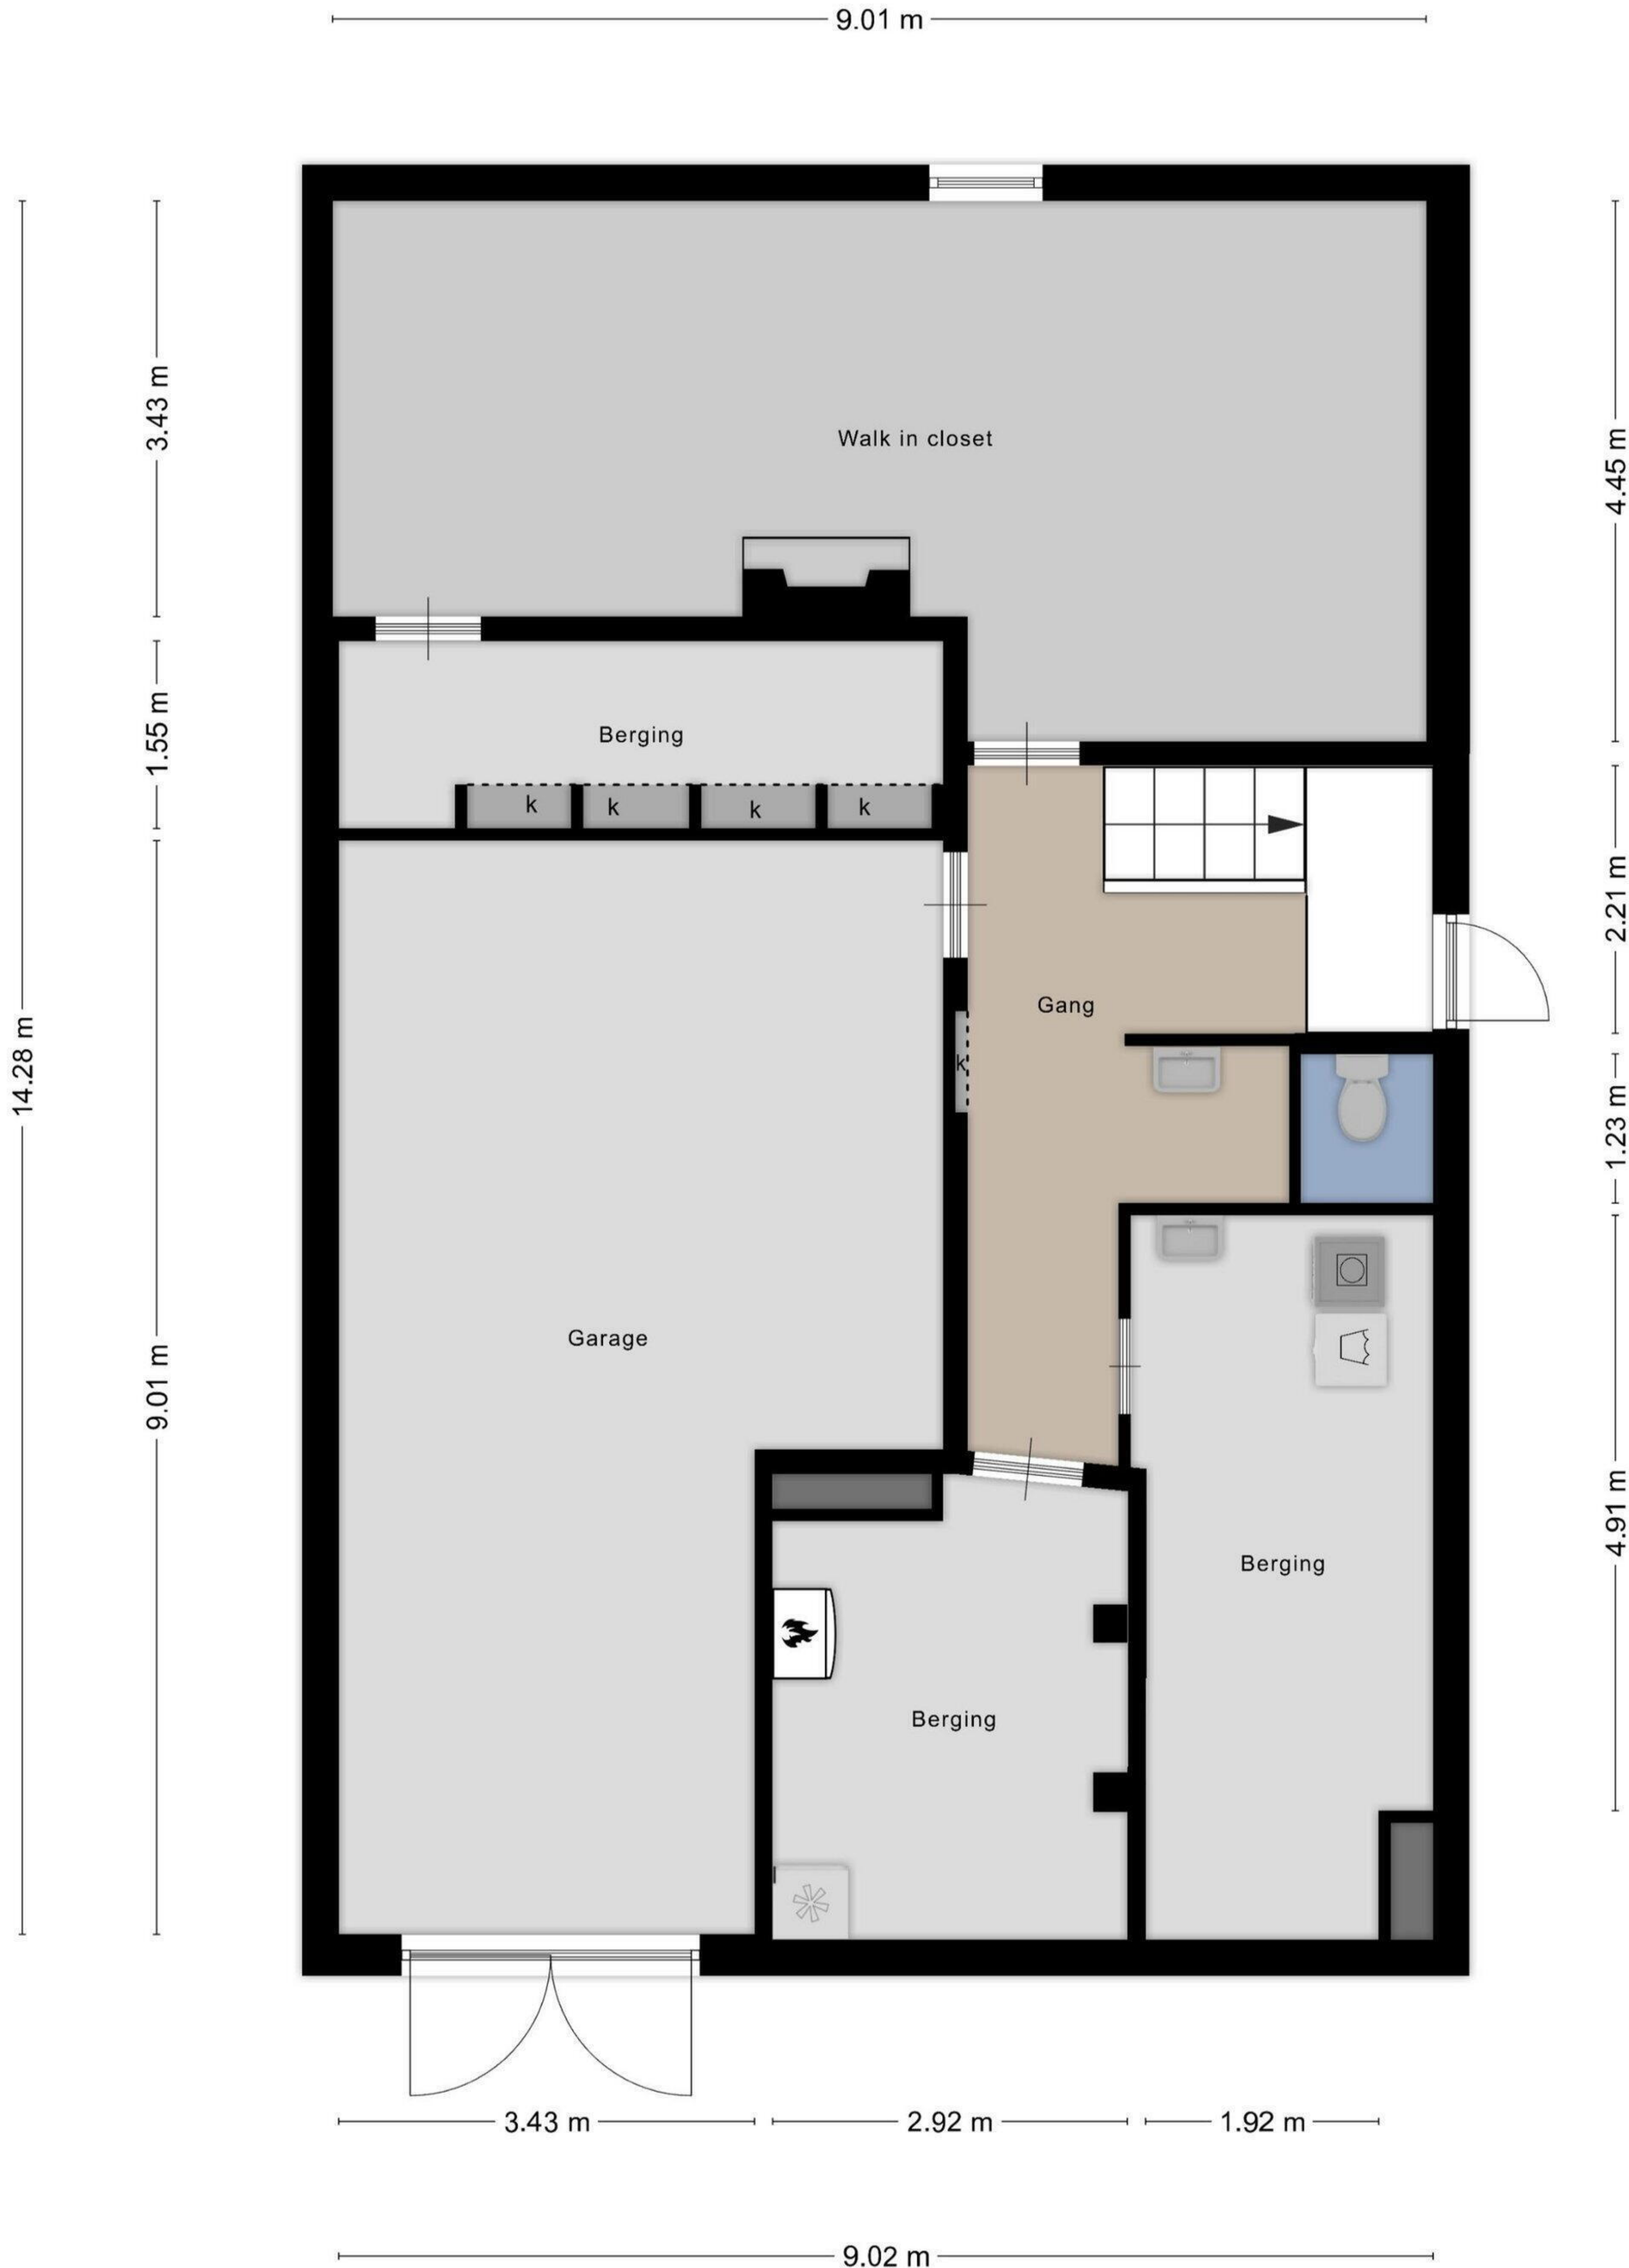 9.01 m
3.43 m
4.45 m
Walk in closet
1.55 m
Berging
k
k
k
k
2.21 m
Gang
14.28 m
k
1.23 m
Garage
9.01 m
4.91 m
Berging
Berging
3.43 m
2.92 m
1.92 m
9.02 m